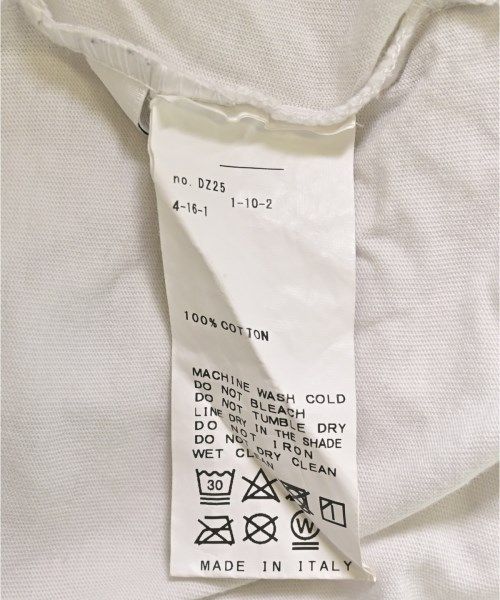 no. DZ25
4-16-1 1-10-2
100% COTTON
MACHINE WASH COLD
DO NOT BLEACH
DO NOT TUMBLE DRY
LINE DRY IN THE SHADE
DO NOT IRON
DO NOT DRY CLEAN
WET CLEAN
30
W
MADE IN ITALY